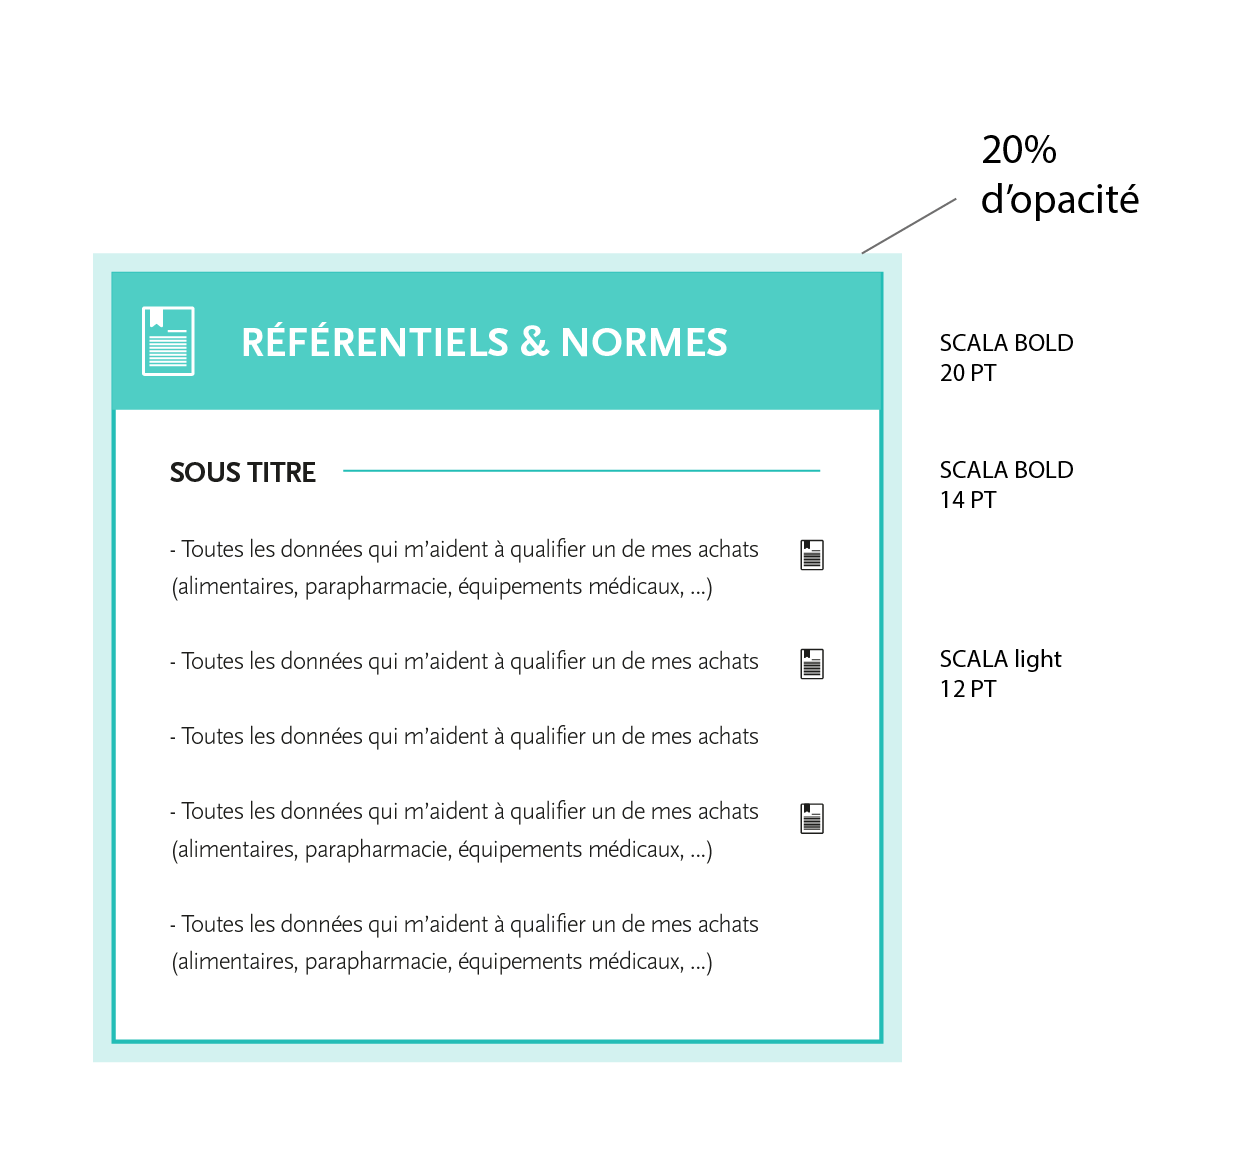 20%
d’opacité
RÉFÉRENTIELS & NORMES
SCALA BOLD
20 PT
SOUS TITRE
SCALA BOLD
14 PT
- Toutes les données qui m’aident à qualifier un de mes achats
(alimentaires, parapharmacie, équipements médicaux, ...)
- Toutes les données qui m’aident à qualifier un de mes achats
SCALA light
12 PT
- Toutes les données qui m’aident à qualifier un de mes achats
- Toutes les données qui m’aident à qualifier un de mes achats
(alimentaires, parapharmacie, équipements médicaux, ...)
- Toutes les données qui m’aident à qualifier un de mes achats
(alimentaires, parapharmacie, équipements médicaux, ...)